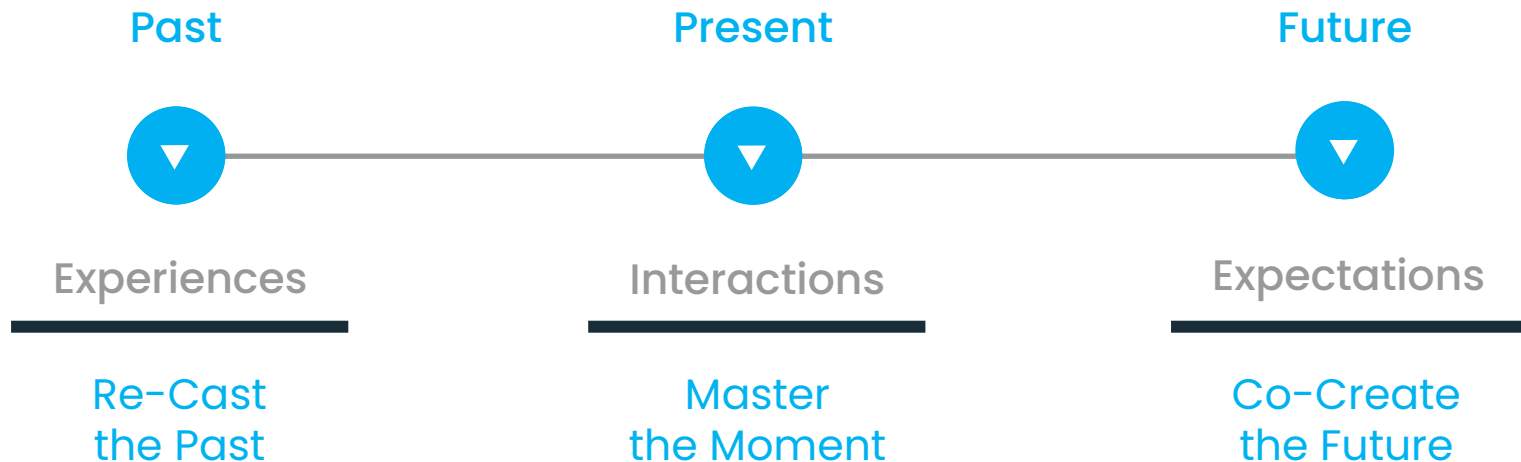 Past
Present
Future
Experiences
Interactions
Expectations
Re-Cast
the Past
Master
the Moment
Co-Create
the Future